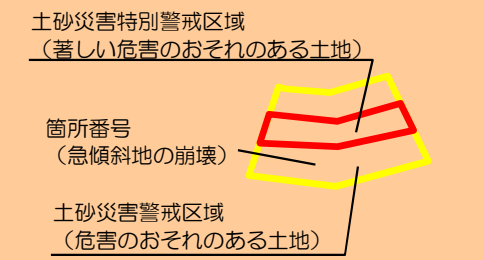 土砂災害特別警戒区域
（著しい危害のおそれのある土地）
箇所番号
（急傾斜地の崩壊）
土砂災害警戒区域
（危害のおそれのある土地）